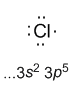 :Cl·
...3s² 3p⁵